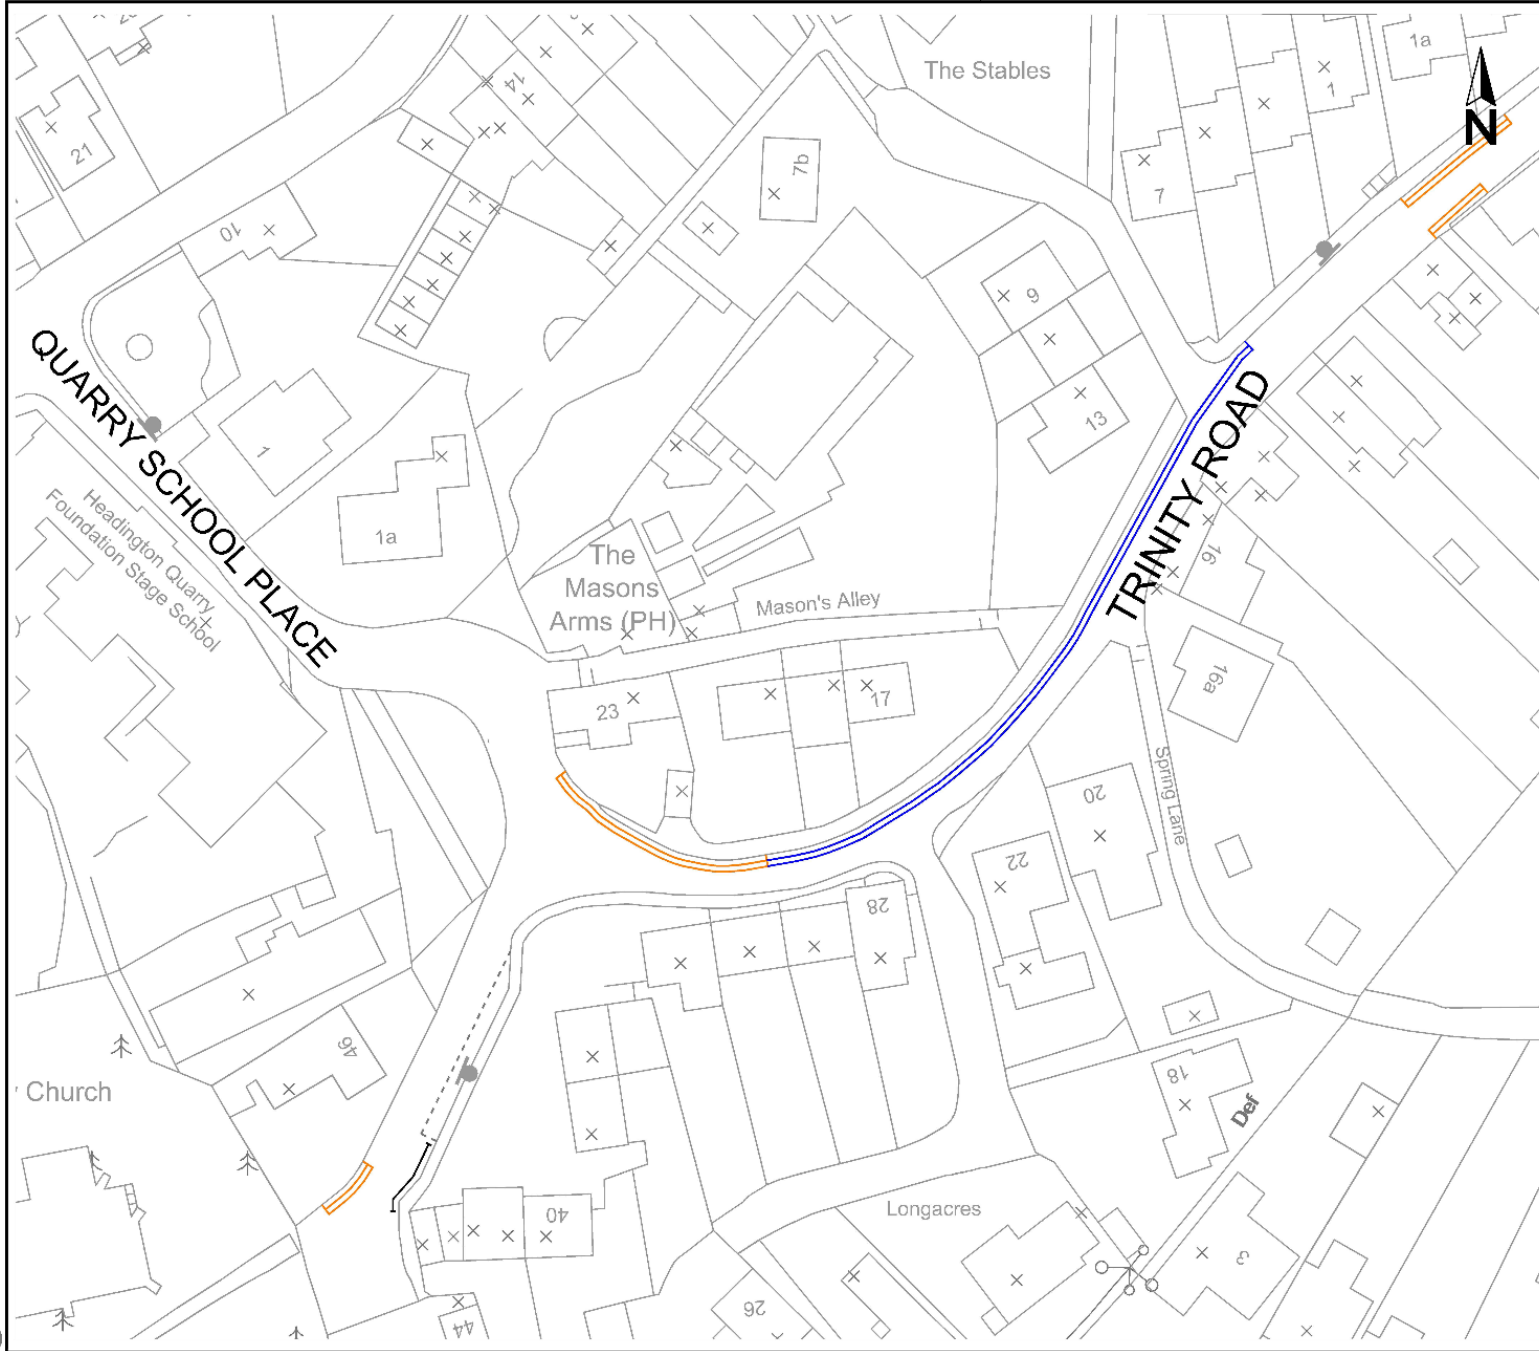 The Stables
1a
1
N
14
21
7b
7
10
9
QUARRY SCHOOL PLACE
TRINITY ROAD
13
1
1a
Headington Quarry
Foundation Stage School
The
Masons
Arms (PH)
Mason's Alley
16
16a
23
17
Spring Lane
20
22
28
46
18
Church
Def
Longacres
40
3
26
44